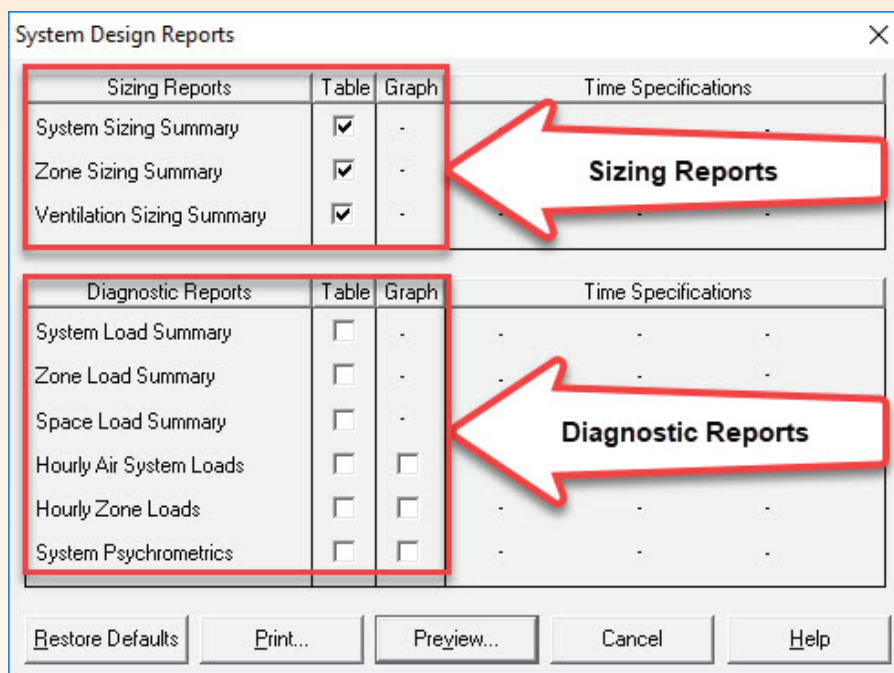 System Design Reports
Sizing Reports Table Graph Time Specifications
System Sizing Summary - - -
Zone Sizing Summary -
Ventilation Sizing Summary - - - -
Sizing Reports
Diagnostic Reports Table Graph Time Specifications
System Load Summary - - - -
Zone Load Summary - - - -
Space Load Summary - -
Diagnostic Reports
Hourly Air System Loads
Hourly Zone Loads - - -
System Psychrometrics - - -
Restore Defaults Print... Preview... Cancel Help